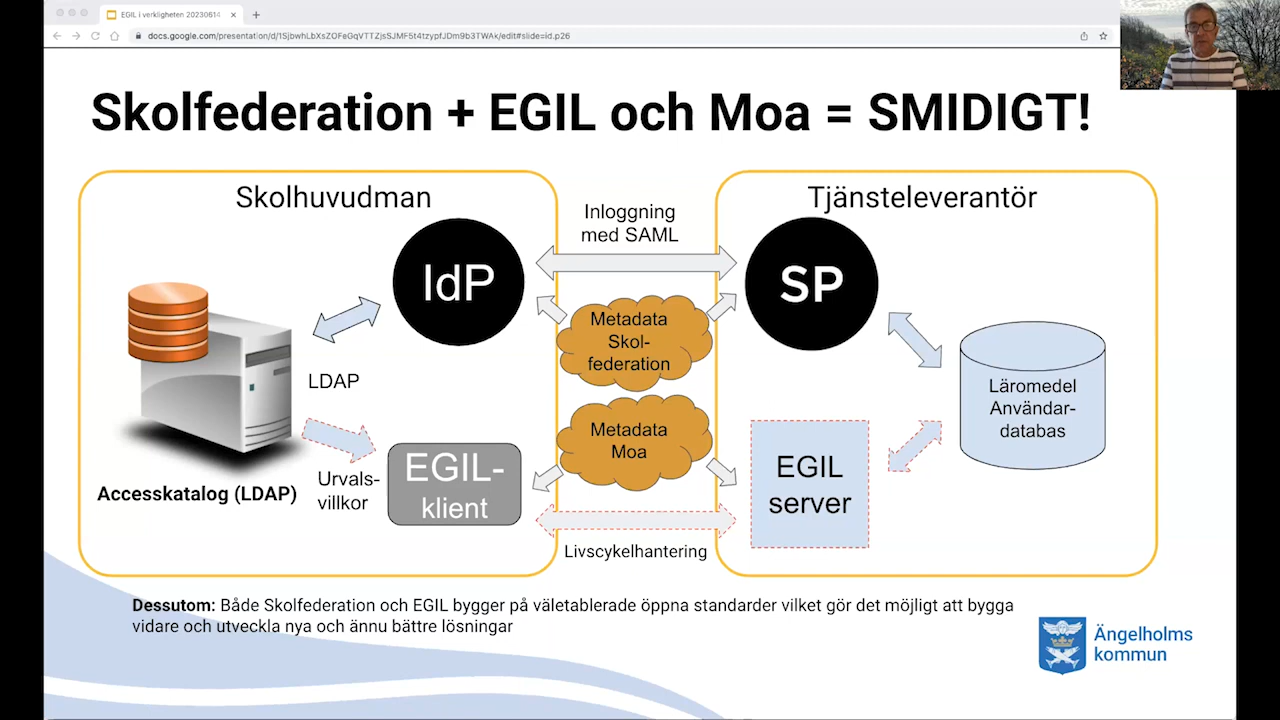 EGIL i verkligheten 20230614
docs.google.com/presentation/d/1SjbwhLbXsZOFeGqVTTZjsSJMF5t4tzypfJDm9b3TWAk/edit#slide=id.p26
Skolfederation + EGIL och Moa = SMIDIGT!
Skolhuvudman
Tjänsteleverantör
Inloggning
med SAML
IdP
SP
Metadata
Skol-
federation
LDAP
Läromedel
Användar-
databas
Metadata
Moa
Urvals-
villkor
EGIL-
klient
EGIL
server
Accesskatalog (LDAP)
Livscykelhantering
Dessutom: Både Skolfederation och EGIL bygger på väletablerade öppna standarder vilket gör det möjligt att bygga
vidare och utveckla nya och ännu bättre lösningar
Ängelholms
kommun